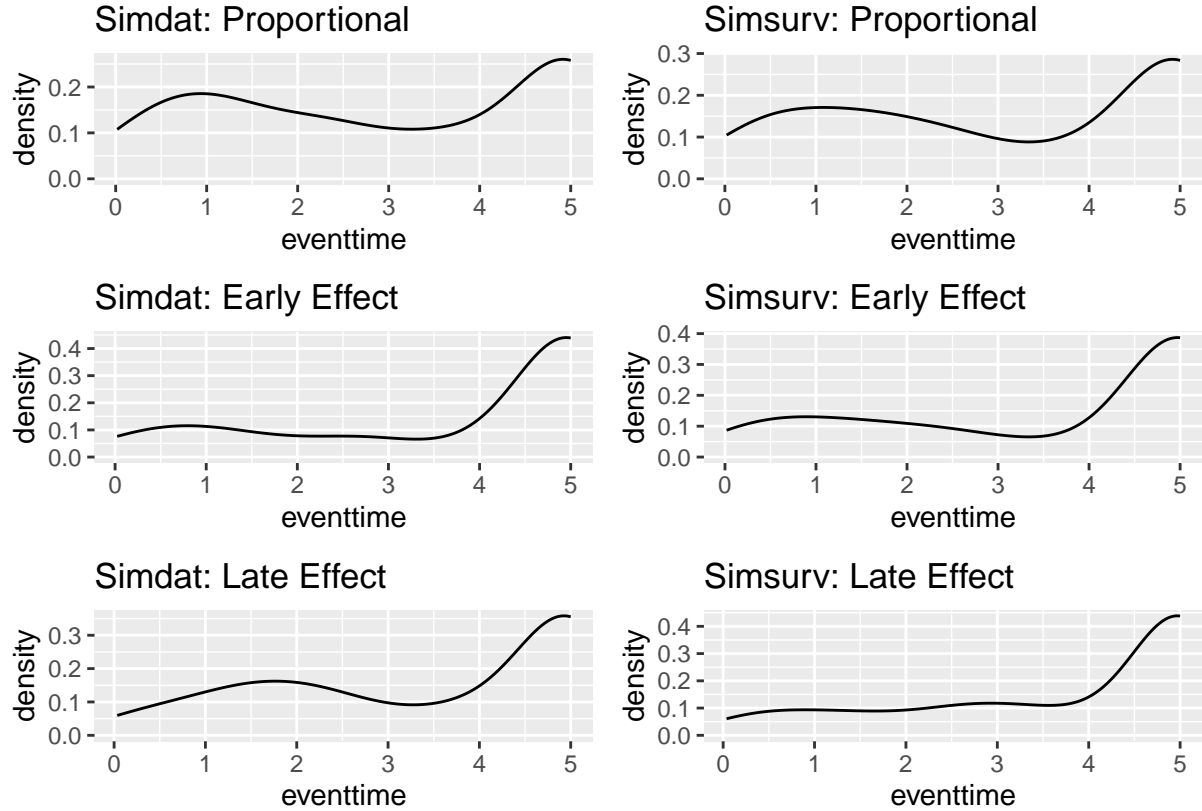 Simdat: Proportional
density
0.2
0.1
0.0
0 1 2 3 4 5
eventtime
Simsurv: Proportional
density
0.3
0.2
0.1
0.0
0 1 2 3 4 5
eventtime
Simdat: Early Effect
density
0.4
0.3
0.2
0.1
0.0
0 1 2 3 4 5
eventtime
Simsurv: Early Effect
density
0.4
0.3
0.2
0.1
0.0
0 1 2 3 4 5
eventtime
Simdat: Late Effect
density
0.3
0.2
0.1
0.0
0 1 2 3 4 5
eventtime
Simsurv: Late Effect
density
0.4
0.3
0.2
0.1
0.0
0 1 2 3 4 5
eventtime